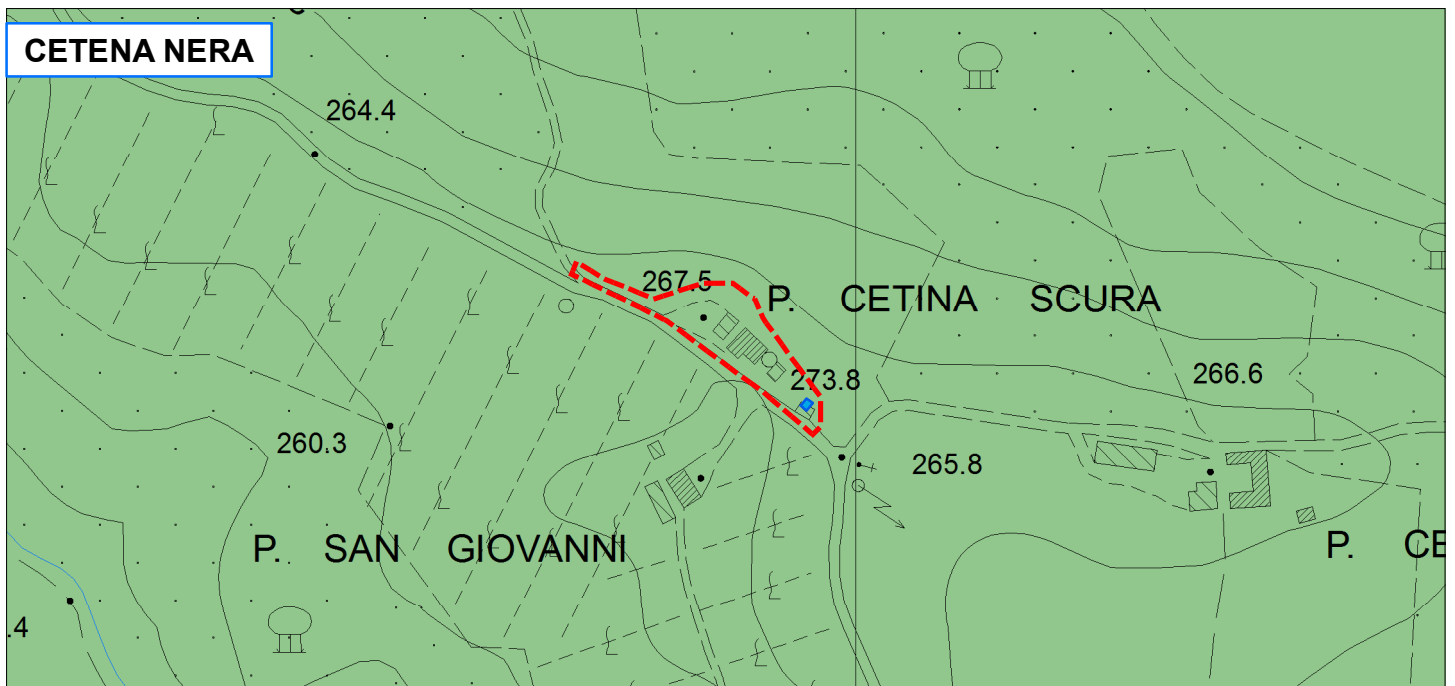 CETENA NERA
264.4
267.5
P. CETINA SCURA
273.8
266.6
260.3
265.8
P. SAN GIOVANNI
P. CE
.4